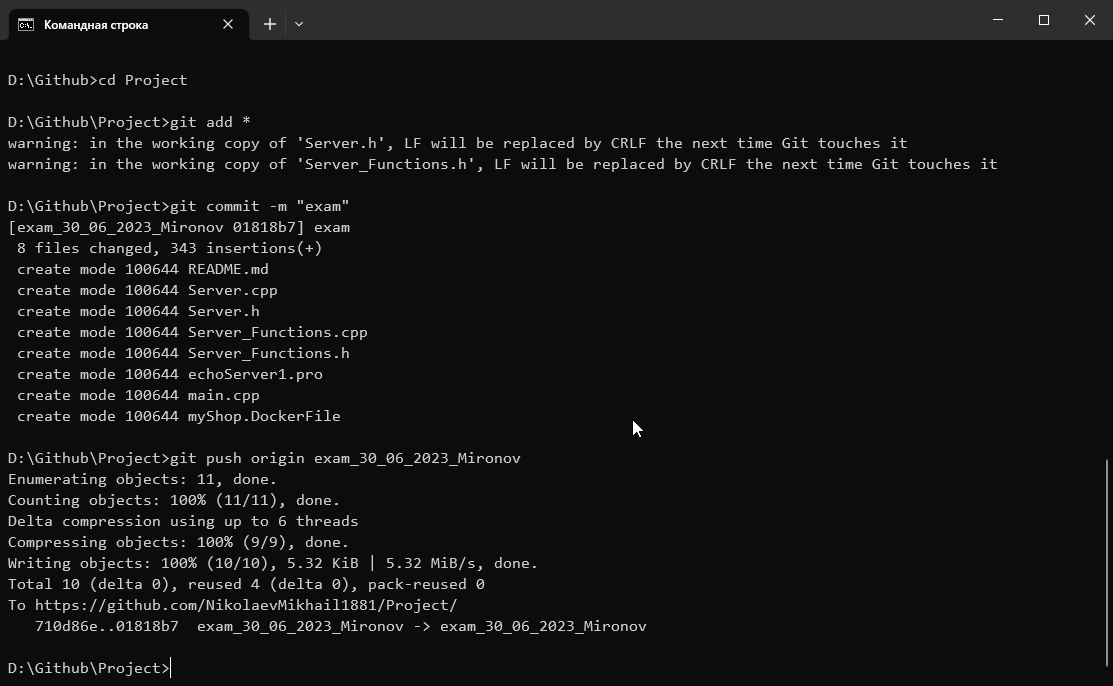 Командная строка
D:\Github>cd Project
D:\Github\Project>git add *
warning: in the working copy of 'Server.h', LF will be replaced by CRLF the next time Git touches it
warning: in the working copy of 'Server_Functions.h', LF will be replaced by CRLF the next time Git touches it
D:\Github\Project>git commit -m "exam"
[exam_30_06_2023_Mironov 01818b7] exam
 8 files changed, 343 insertions(+)
 create mode 100644 README.md
 create mode 100644 Server.cpp
 create mode 100644 Server.h
 create mode 100644 Server_Functions.cpp
 create mode 100644 Server_Functions.h
 create mode 100644 echoServer1.pro
 create mode 100644 main.cpp
 create mode 100644 myShop.DockerFile
D:\Github\Project>git push origin exam_30_06_2023_Mironov
Enumerating objects: 11, done.
Counting objects: 100% (11/11), done.
Delta compression using up to 6 threads
Compressing objects: 100% (9/9), done.
Writing objects: 100% (10/10), 5.32 KiB | 5.32 MiB/s, done.
Total 10 (delta 0), reused 4 (delta 0), pack-reused 0
To https://github.com/NikolaevMikhail1881/Project/
   710d86e..01818b7  exam_30_06_2023_Mironov -> exam_30_06_2023_Mironov
D:\Github\Project>